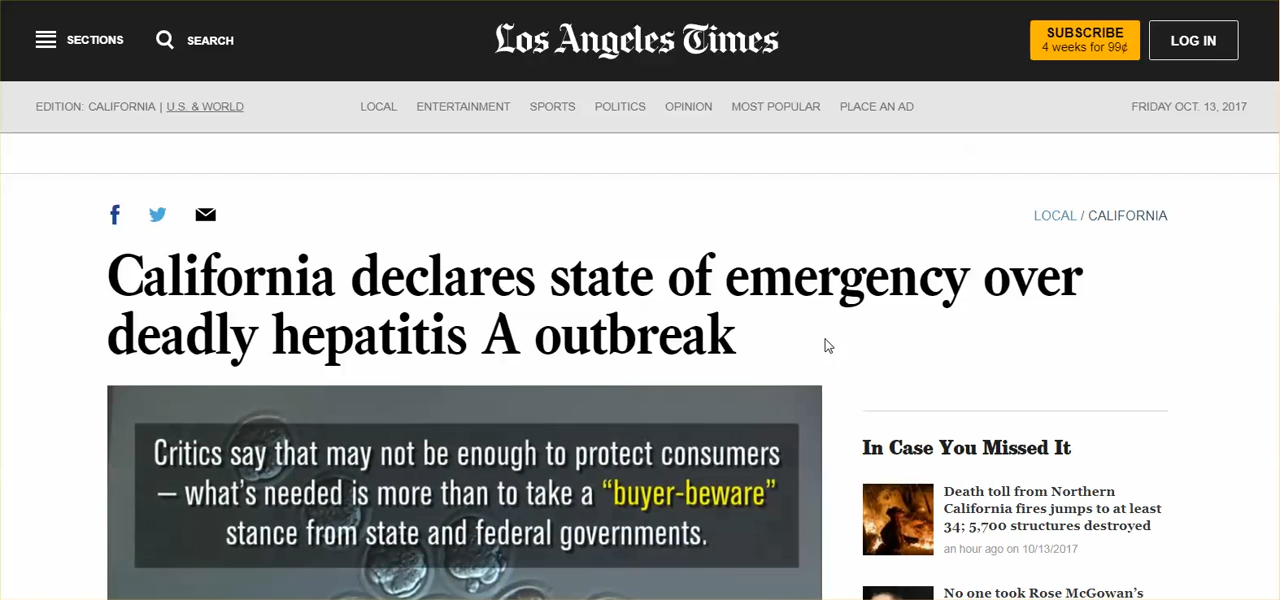 SECTIONS
SEARCH
Los Angeles Times
SUBSCRIBE
4 weeks for 99¢
LOG IN
EDITION: CALIFORNIA | U.S. & WORLD
LOCAL ENTERTAINMENT SPORTS POLITICS OPINION MOST POPULAR PLACE AN AD
FRIDAY OCT. 13, 2017
LOCAL / CALIFORNIA
California declares state of emergency over
deadly hepatitis A outbreak
Critics say that may not be enough to protect consumers
— what's needed is more than to take a “buyer-beware”
stance from state and federal governments.
In Case You Missed It
Death toll from Northern
California fires jumps to at least
34; 5,700 structures destroyed
an hour ago on 10/13/2017
No one took Rose McGowan's